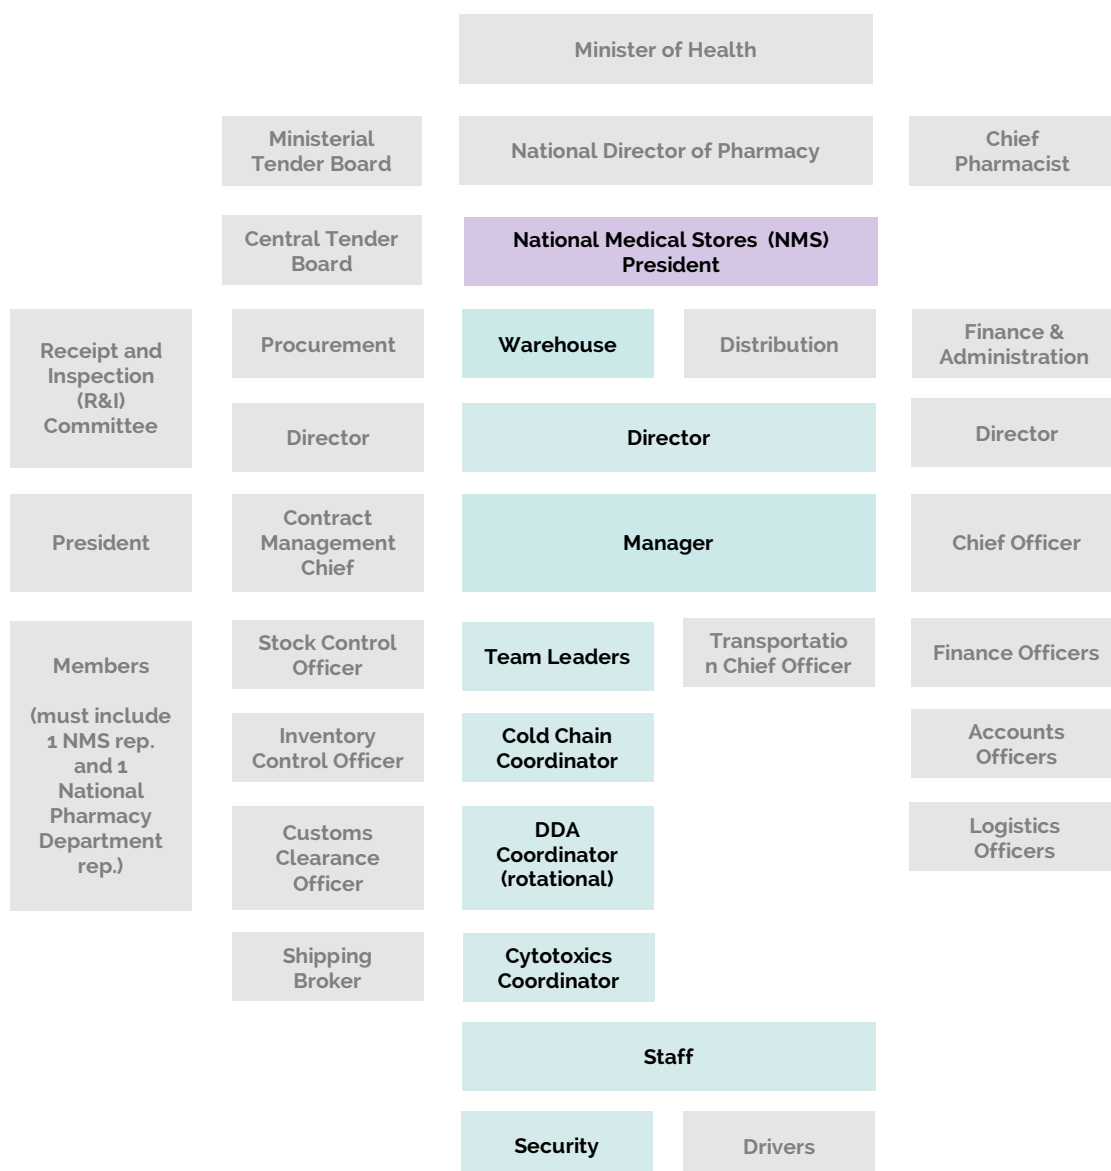 Minister of Health
Ministerial
Tender Board
National Director of Pharmacy
Chief
Pharmacist
Central Tender
Board
National Medical Stores (NMS)
President
Receipt and
Inspection
(R&I)
Committee
Procurement
Warehouse
Distribution
Finance &
Administration
Director
Director
Director
President
Contract
Management
Chief
Manager
Chief Officer
Members
(must include
1 NMS rep.
and 1
National
Pharmacy
Department
rep.)
Stock Control
Officer
Team Leaders
Transportatio
n Chief Officer
Finance Officers
Inventory
Control Officer
Cold Chain
Coordinator
Accounts
Officers
Customs
Clearance
Officer
DDA
Coordinator
(rotational)
Logistics
Officers
Shipping
Broker
Cytotoxics
Coordinator
Staff
Security
Drivers